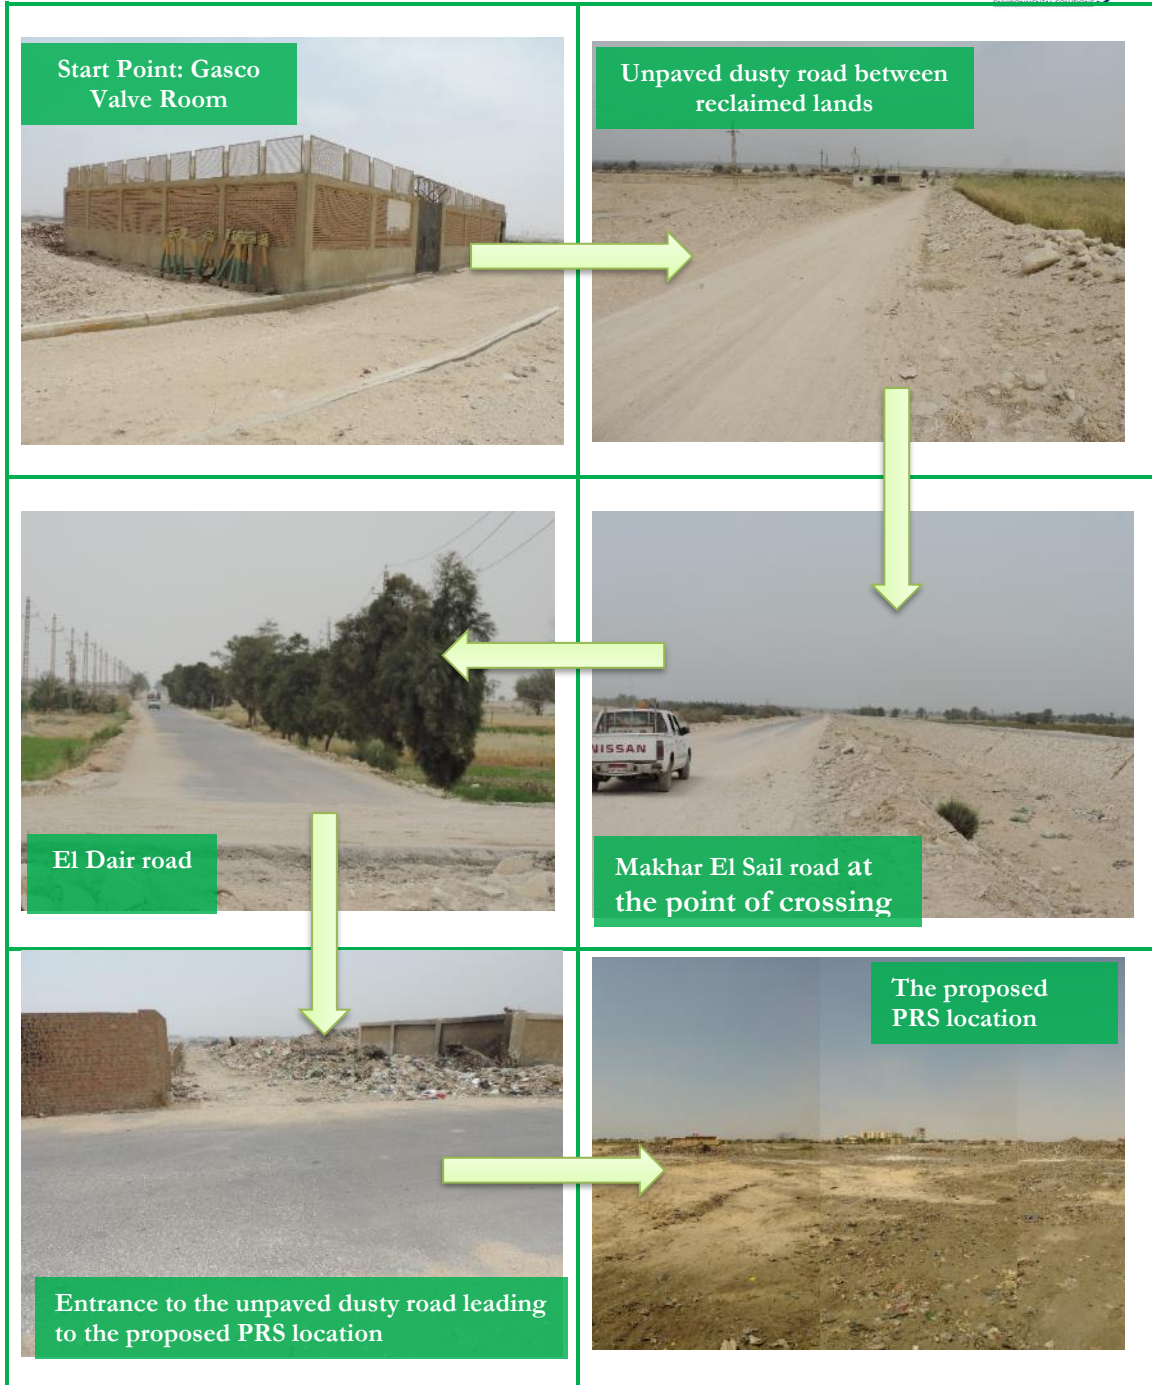 ENVIRONMENTAL SOLUTIONS
Start Point: Gasco
Valve Room
Unpaved dusty road between
reclaimed lands
El Dair road
NISSAN
Makhar El Sail road at
the point of crossing
Entrance to the unpaved dusty road leading
to the proposed PRS location
The proposed
PRS location